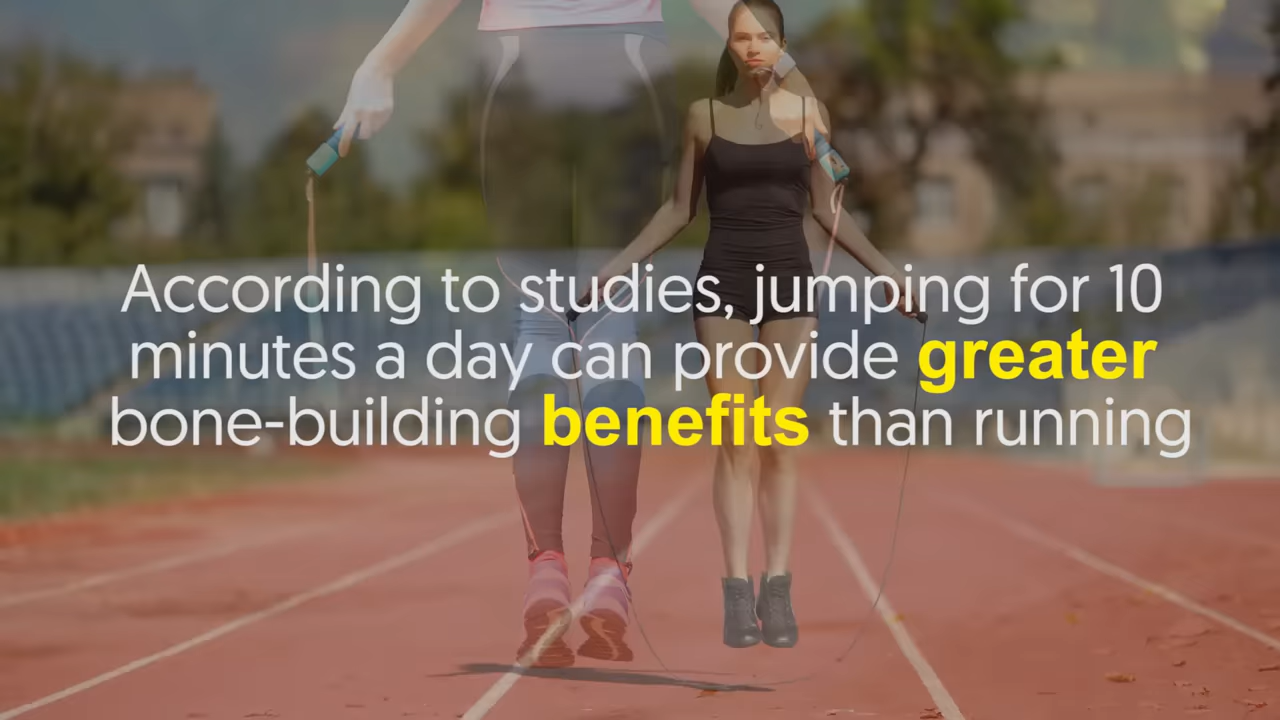 According to studies, jumping for 10
minutes a day can provide greater
bone-building benefits than running